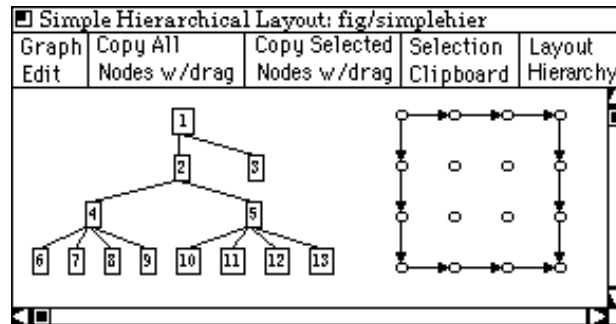 Simple Hierarchical Layout: fig/simplehier
Graph Copy All Copy Selected Selection Layout
Edit Nodes w/drag Nodes w/drag Clipboard Hierarchy
1
2 3
4 5
6 7 8 9 10 11 12 13